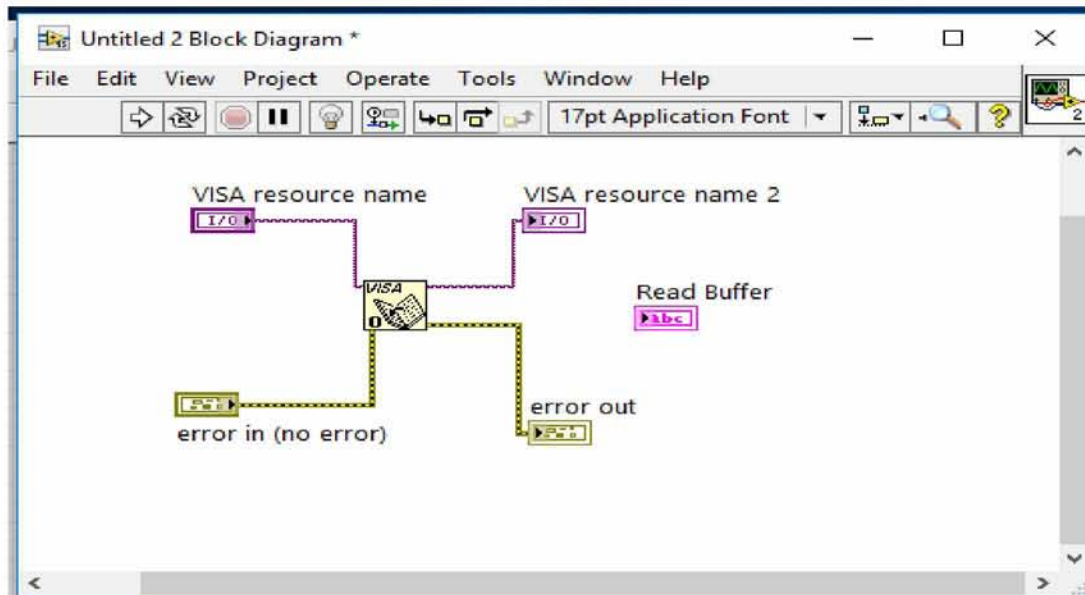 Untitled 2 Block Diagram *
File Edit View Project Operate Tools Window Help
17pt Application Font
2
VISA resource name
VISA resource name 2
I/O
I/O
VISA
Read Buffer
abc
error out
error in (no error)